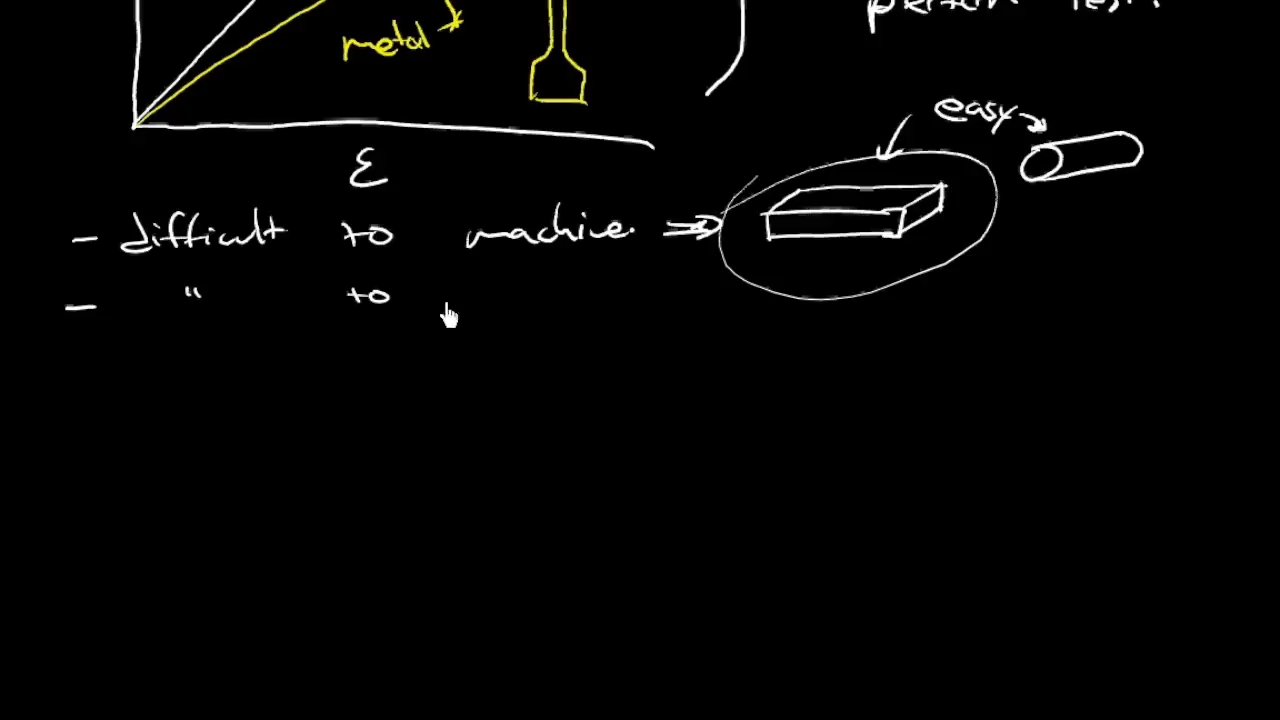 metal
easy
ε
- difficult to machine.
- " to